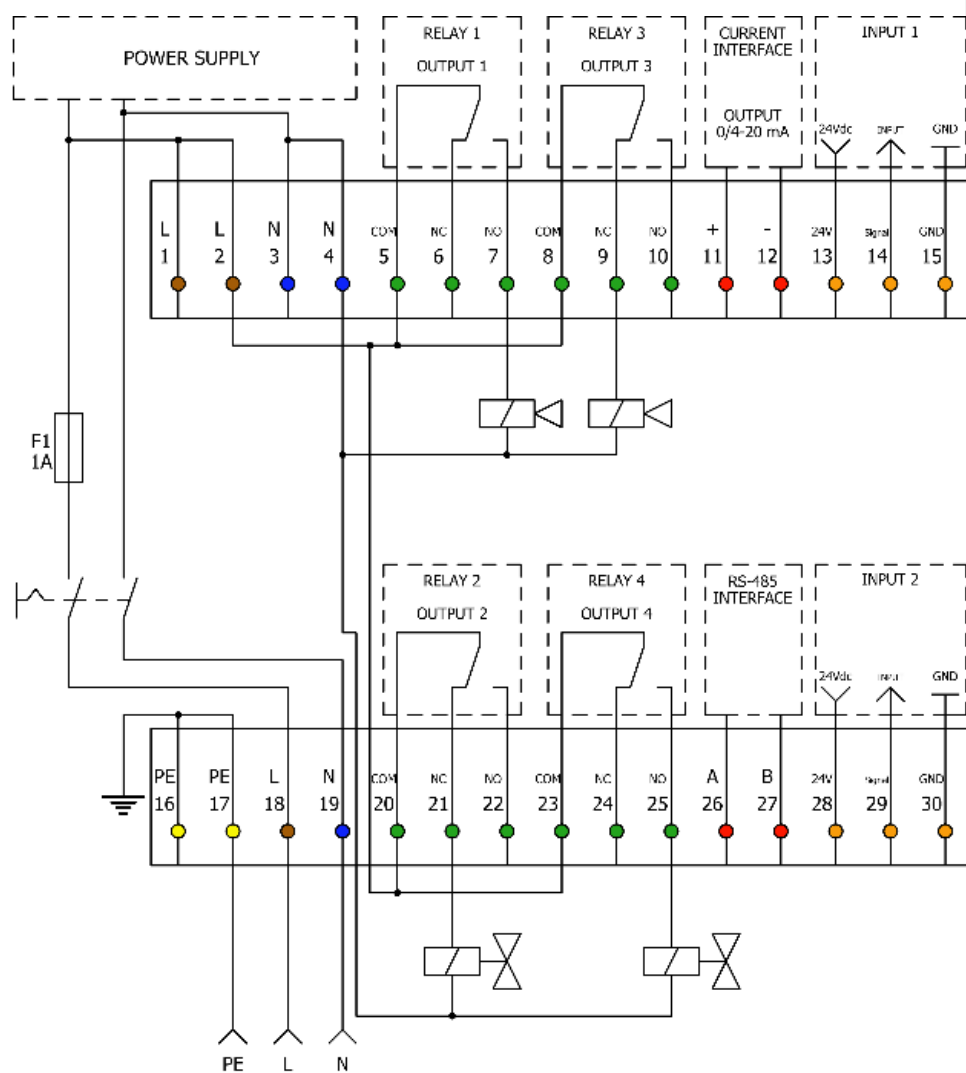 POWER SUPPLY
RELAY 1
OUTPUT 1
RELAY 3
OUTPUT 3
CURRENT
INTERFACE
OUTPUT
0/4-20 mA
INPUT 1
24Vdc
INPUT
GND
L
L
N
N
COM
NC
NO
COM
NC
NO
+
-
24V
Signal
GND
1
2
3
4
5
6
7
8
9
10
11
12
13
14
15
F1
1A
RELAY 2
OUTPUT 2
RELAY 4
OUTPUT 4
RS-485
INTERFACE
INPUT 2
24Vdc
INPUT
GND
PE
PE
L
N
COM
NC
NO
COM
NC
NO
A
B
24V
Signal
GND
16
17
18
19
20
21
22
23
24
25
26
27
28
29
30
PE
L
N